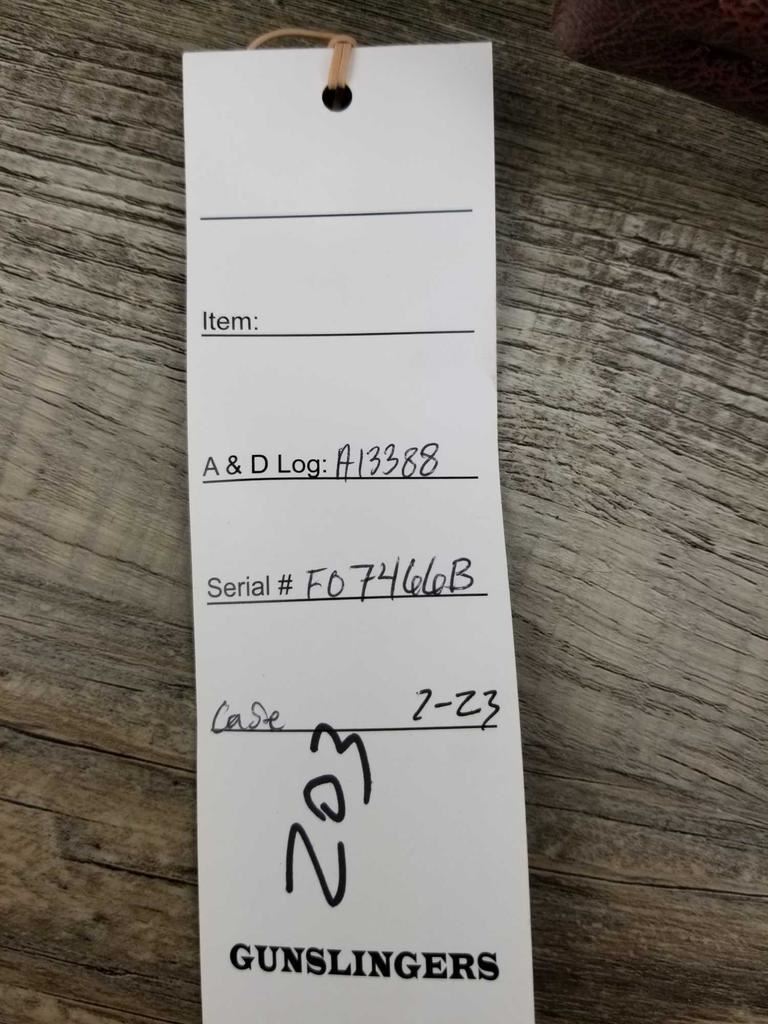 Item:
A & D Log: A13388
Serial # F07466B
Case 2-23
203
GUNSLINGERS